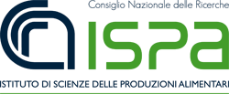 Consiglio Nazionale delle Ricerche
ISPA
ISTITUTO DI SCIENZE DELLE PRODUZIONI ALIMENTARI